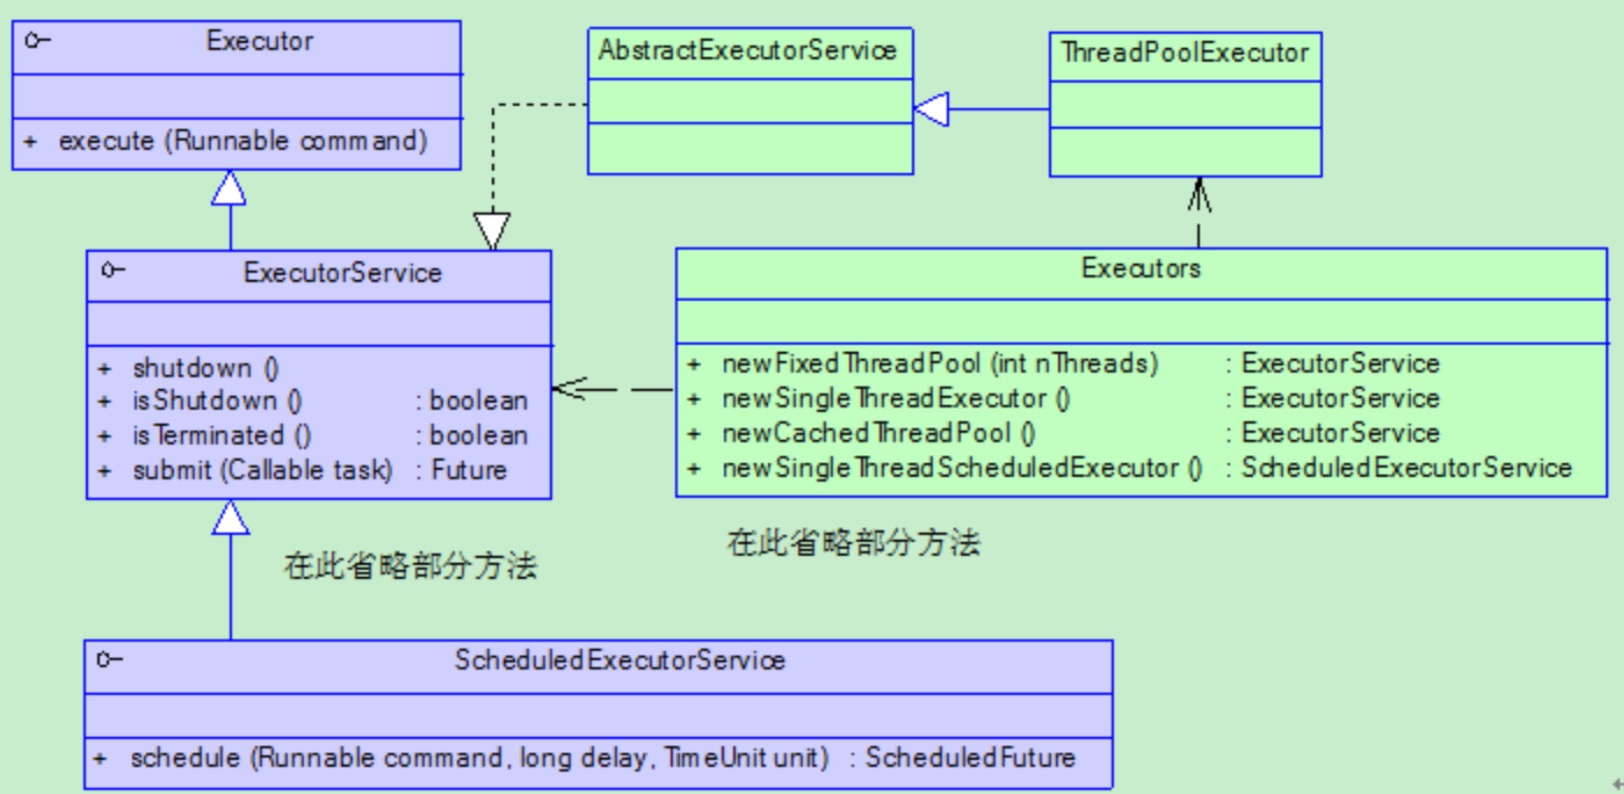 Executor
+ execute (Runnable command)
AbstractExecutorService
ThreadPoolExecutor
ExecutorService
+ shutdown ()
+ isShutdown () : boolean
+ isTerminated () : boolean
+ submit (Callable task) : Future
Executors
+ newFixedThreadPool (int nThreads) : ExecutorService
+ newSingleThreadExecutor () : ExecutorService
+ newCachedThreadPool () : ExecutorService
+ newSingleThreadScheduledExecutor () : ScheduledExecutorService
在此省略部分方法
在此省略部分方法
ScheduledExecutorService
+ schedule (Runnable command, long delay, TimeUnit unit) : ScheduledFuture